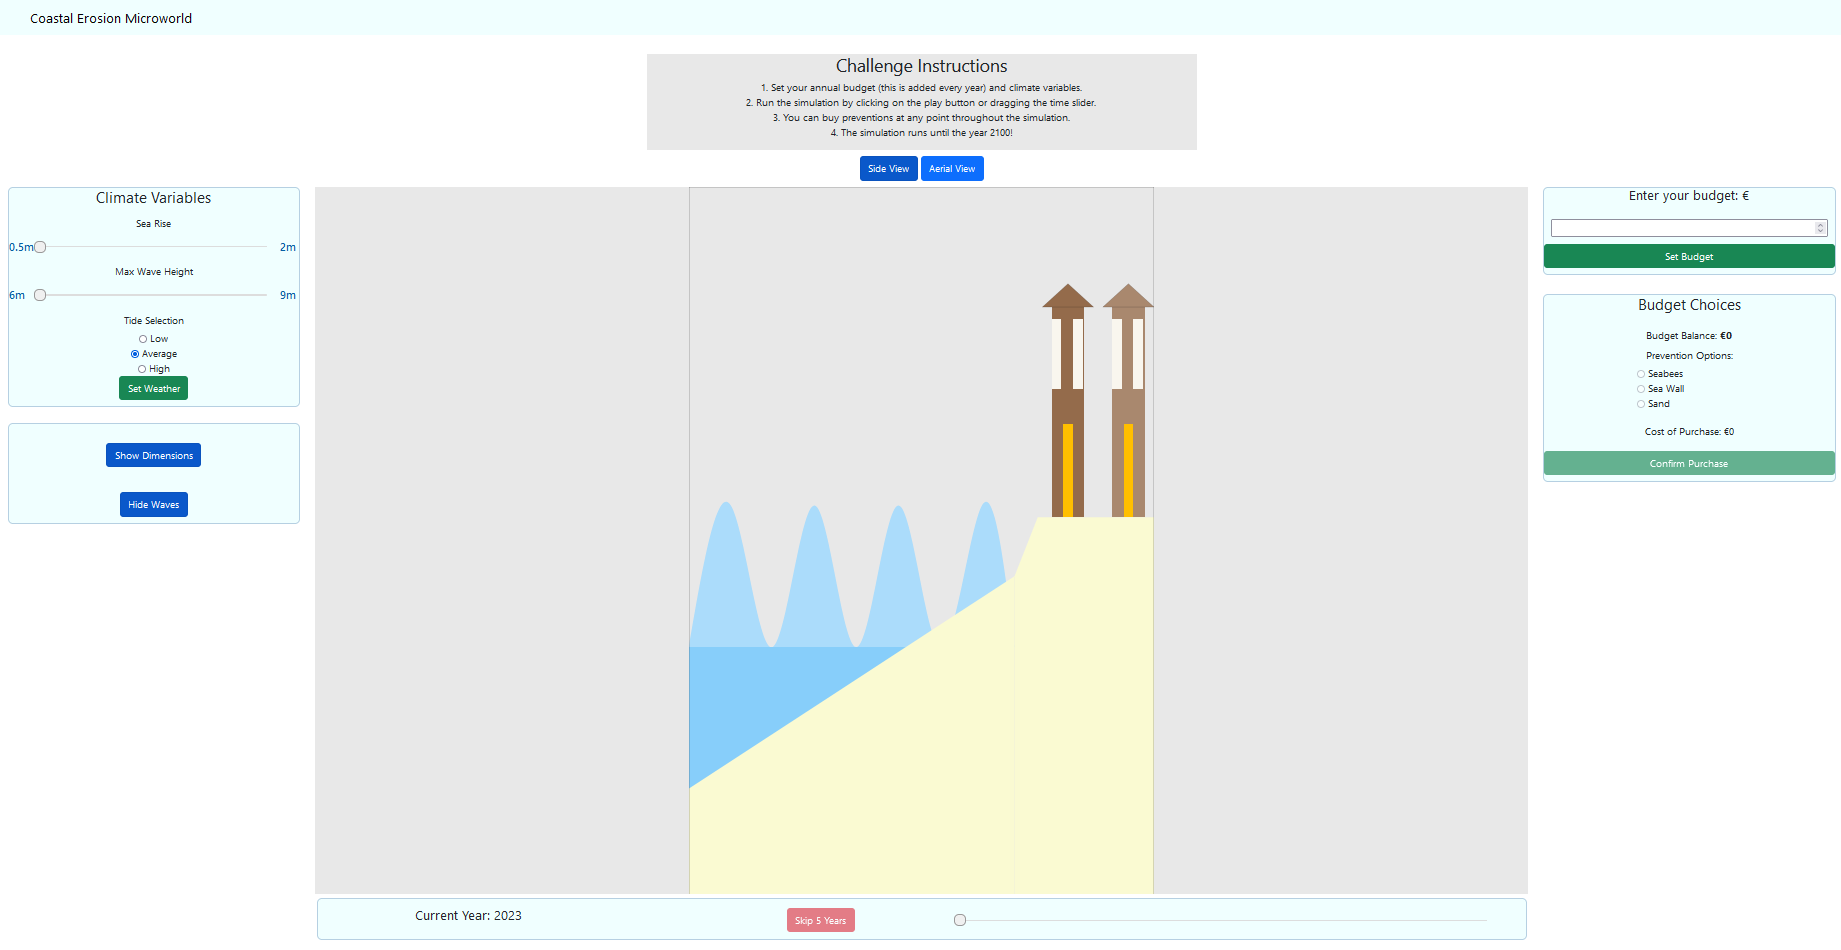 Coastal Erosion Microworld
Challenge Instructions
1. Set your annual budget (this is added every year) and climate variables.
2. Run the simulation by clicking on the play button or dragging the time slider.
3. You can buy preventions at any point throughout the simulation.
4. The simulation runs until the year 2100!
Side View
Aerial View
Climate Variables
Sea Rise
0.5m
2m
Max Wave Height
6m
9m
Tide Selection
Low
Average
High
Set Weather
Show Dimensions
Hide Waves
Enter your budget: €
Set Budget
Budget Choices
Budget Balance: €0
Prevention Options:
Seabees
Sea Wall
Sand
Cost of Purchase: €0
Confirm Purchase
Current Year: 2023
Skip 5 Years